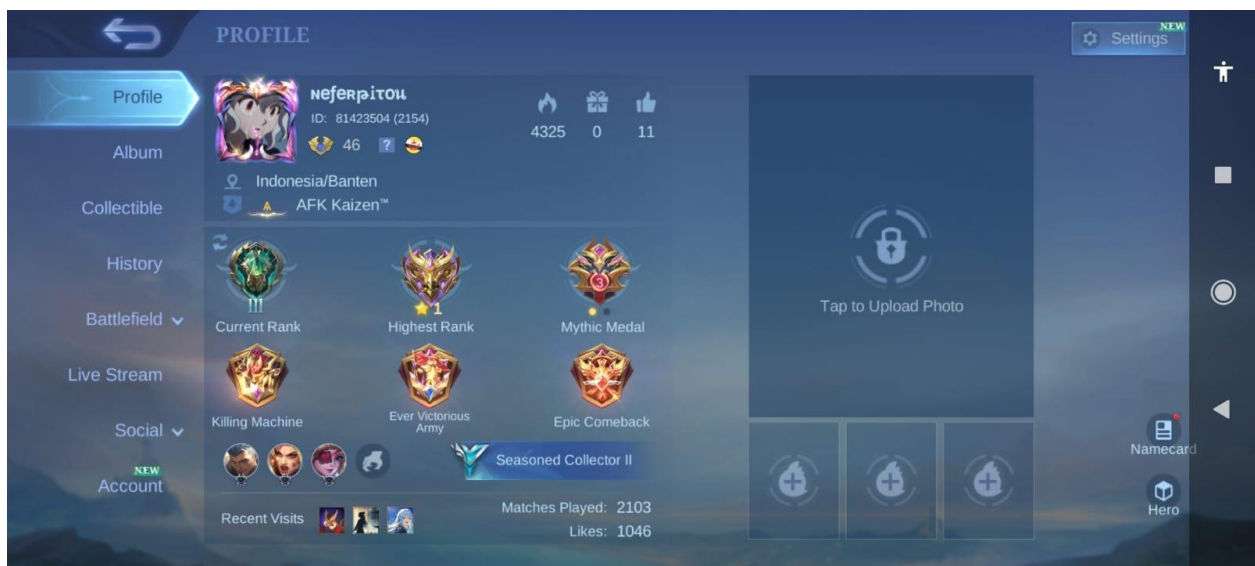 PROFILE
NEW
Settings
Profile
Album
Collectible
History
Battlefield
Live Stream
Social
NEW
Account
ɴeƒeʀpiτou
ID: 81423504 (2154)
46
?
4325
0
11
Indonesia/Banten
AFK Kaizen™
III
Current Rank
1
Highest Rank
3
Mythic Medal
Killing Machine
Ever Victorious
Army
Epic Comeback
Seasoned Collector II
Recent Visits
Matches Played: 2103
Likes: 1046
Tap to Upload Photo
Namecard
Hero